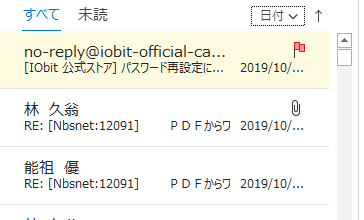 すべて 未読 日付 ↑
no-reply@iobit-official-ca...
[IObit 公式ストア] パスワード再設定に... 2019/10/...
林 久翁
RE: [Nbsnet:12091] ＰＤＦからワ 2019/10/...
能祖 優
RE: [Nbsnet:12091] ＰＤＦからワ 2019/10/...